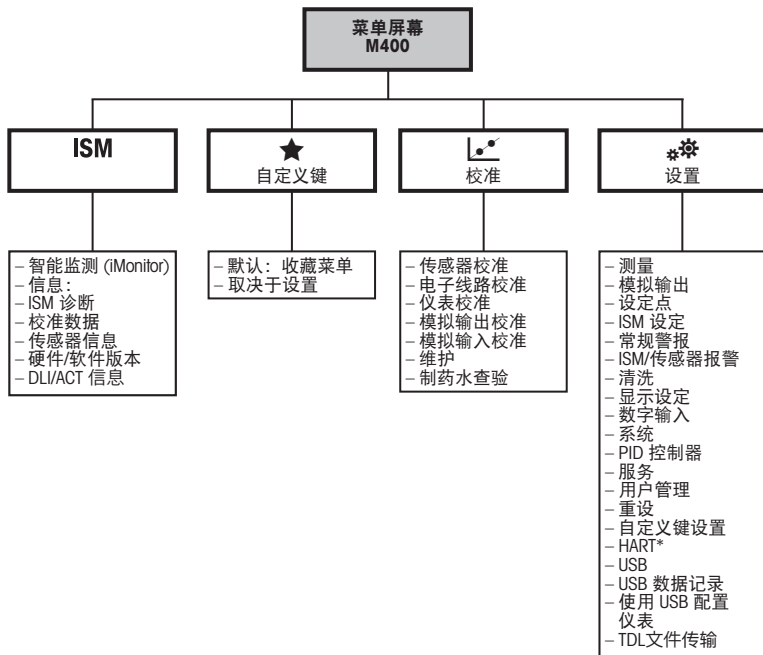 菜单屏幕
M400
ISM
自定义键
校准
设置
– 智能监测 (iMonitor)
– 信息：
– ISM 诊断
– 校准数据
– 传感器信息
– 硬件/软件版本
– DLI/ACT 信息
– 默认：收藏菜单
– 取决于设置
– 传感器校准
– 电子线路校准
– 仪表校准
– 模拟输出校准
– 模拟输入校准
– 维护
– 制药水查验
– 测量
– 模拟输出
– 设定点
– ISM 设定
– 常规警报
– ISM/传感器报警
– 清洗
– 显示设定
– 数字输入
– 系统
– PID 控制器
– 服务
– 用户管理
– 重设
– 自定义键设置
– HART*
– USB
– USB 数据记录
– 使用 USB 配置
仪表
– TDL文件传输